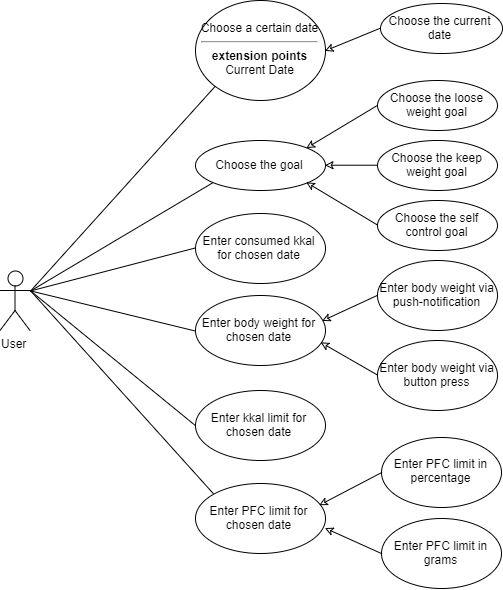 Choose a certain date
extension points
Current Date
Choose the current
date
Choose the loose
weight goal
Choose the goal
Choose the keep
weight goal
Choose the self
control goal
Enter consumed kkal
for chosen date
Enter body weight via
push-notification
Enter body weight for
chosen date
User
Enter body weight via
button press
Enter kkal limit for
chosen date
Enter PFC limit in
percentage
Enter PFC limit for
chosen date
Enter PFC limit in
grams